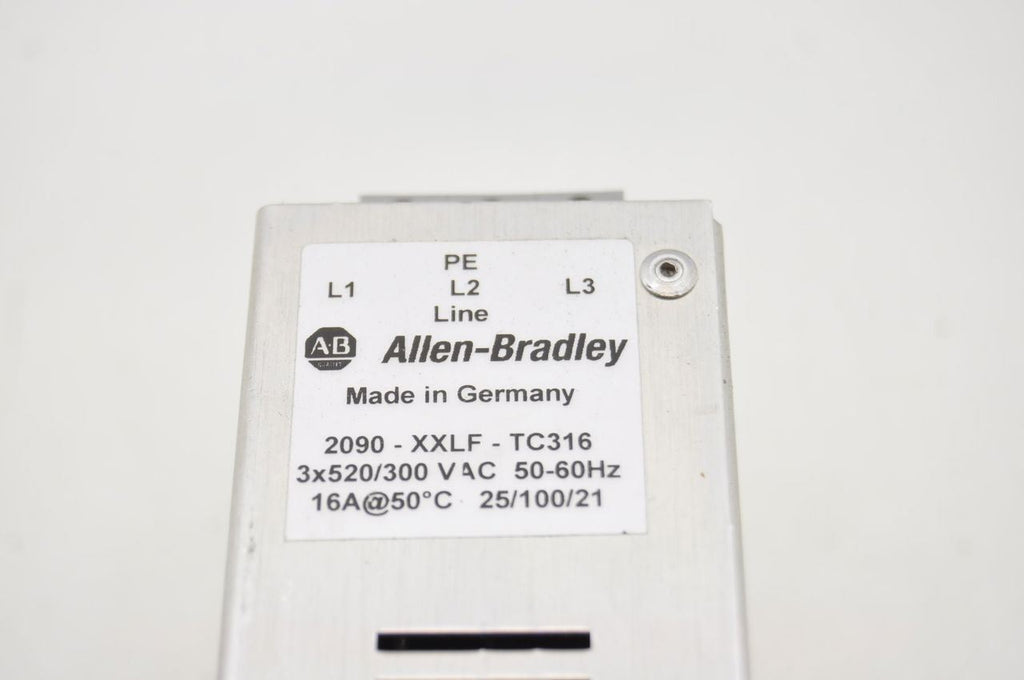 PE
L1 L2 L3
Line
A-B Allen-Bradley
QUALITY
Made in Germany
2090 - XXLF - TC316
3x520/300 VAC 50-60Hz
16A@50°C 25/100/21